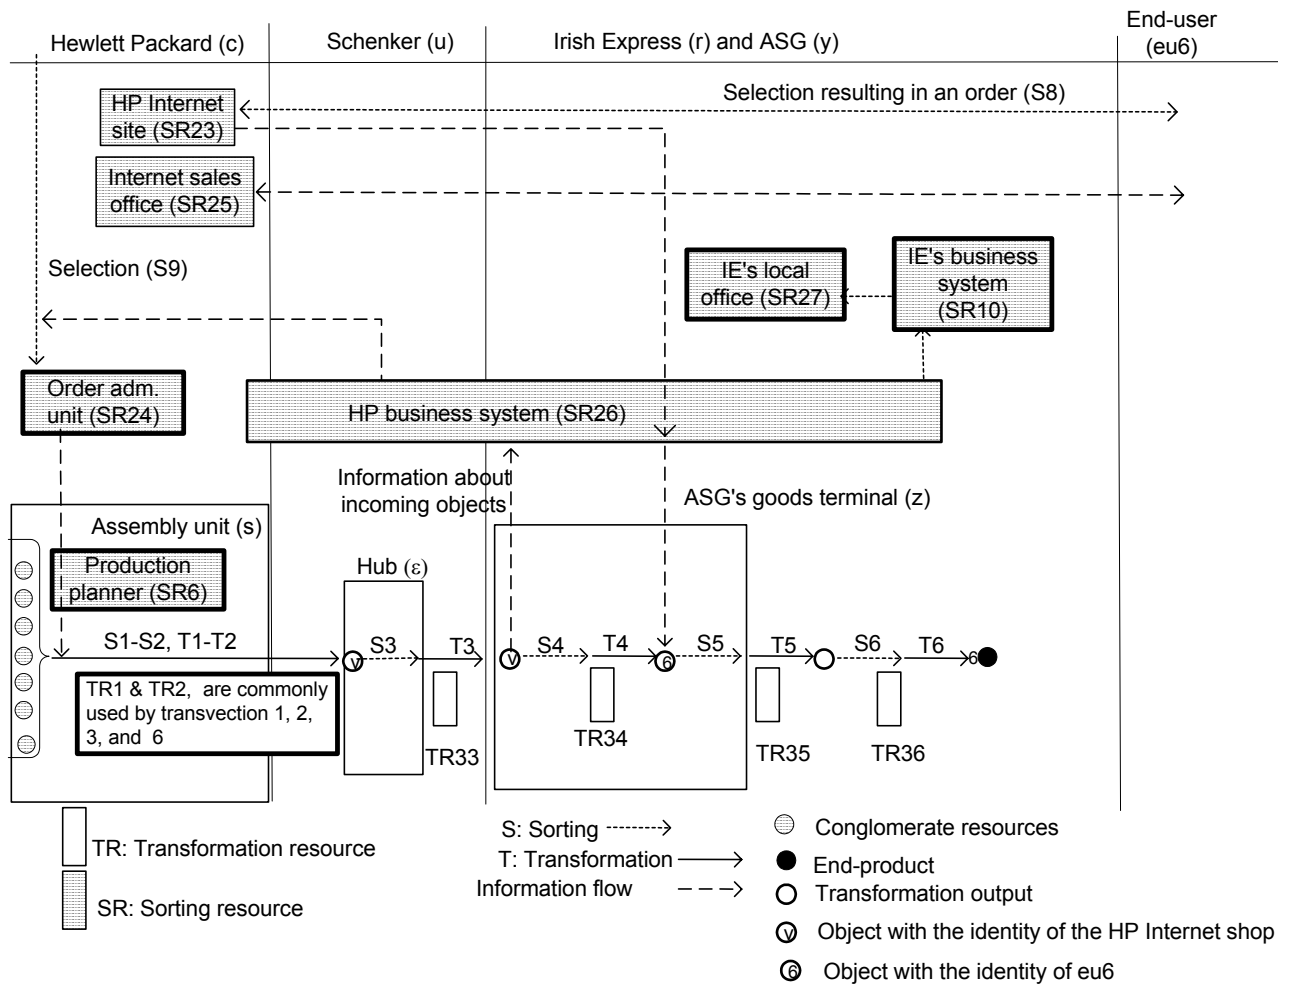 Hewlett Packard (c)
Schenker (u)
Irish Express (r) and ASG (y)
End-user
(eu6)
HP Internet
site (SR23)
Selection resulting in an order (S8)
Internet sales
office (SR25)
Selection (S9)
IE's local
office (SR27)
IE's business
system
(SR10)
Order adm.
unit (SR24)
HP business system (SR26)
Information about
incoming objects
ASG's goods terminal (z)
Assembly unit (s)
Production
planner (SR6)
Hub (ε)
S1-S2, T1-T2
S3
T3
S4
T4
S5
T5
S6
T6
v
v
6
6
TR1 & TR2, are commonly
used by transvection 1, 2,
3, and 6
TR33
TR34
TR35
TR36
TR: Transformation resource
SR: Sorting resource
S: Sorting
T: Transformation
Information flow
Conglomerate resources
End-product
Transformation output
v Object with the identity of the HP Internet shop
6 Object with the identity of eu6